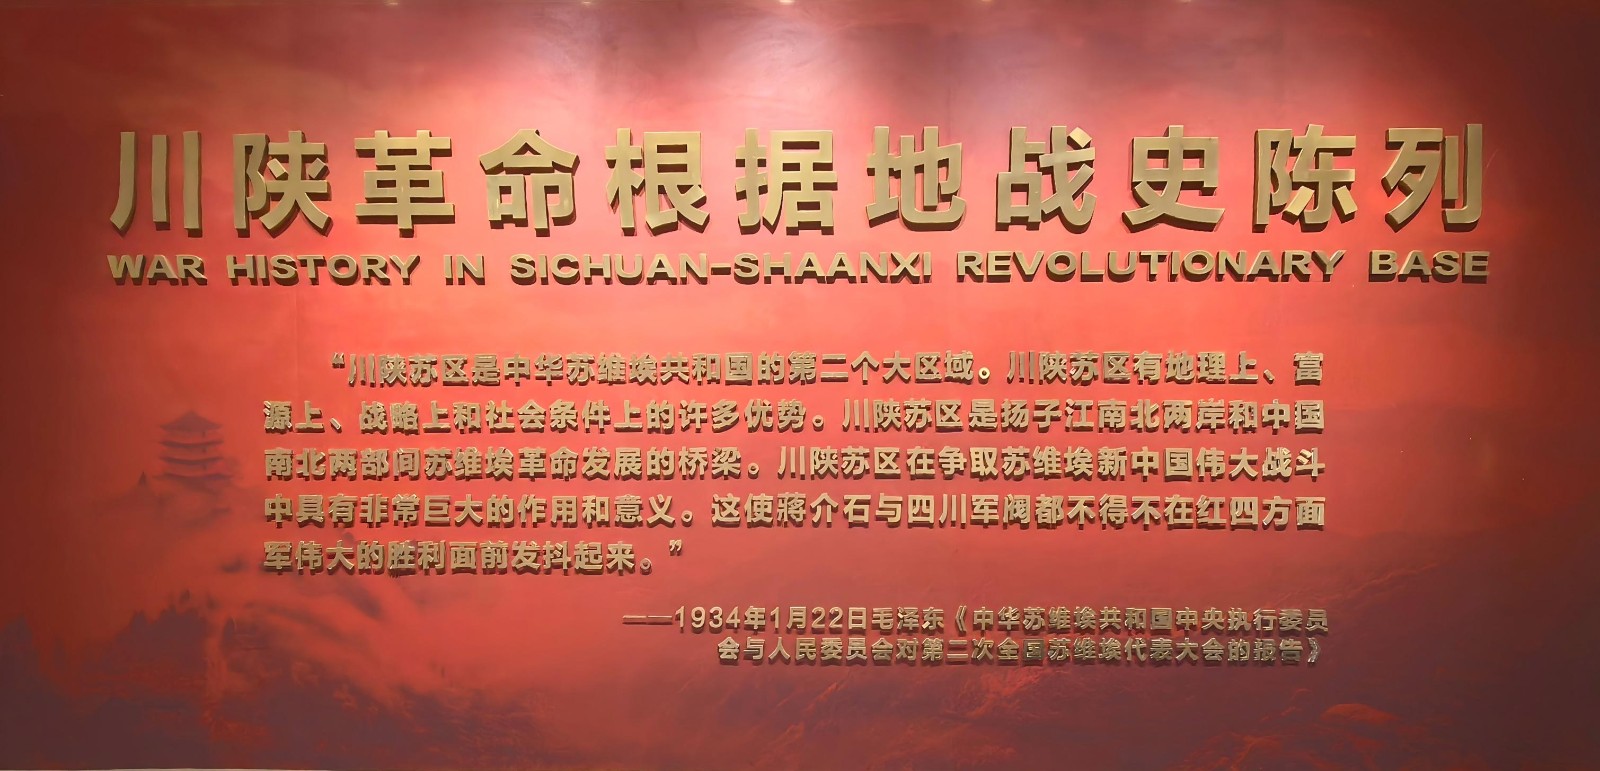 川陕革命根据地战史陈列
WAR HISTORY IN SICHUAN-SHAANXI REVOLUTIONARY BASE
“川陕苏区是中华苏维埃共和国的第二个大区域。川陕苏区有地理上、富
源上、战略上和社会条件上的许多优势。川陕苏区是扬子江南北两岸和中国
南北两部间苏维埃革命发展的桥梁。川陕苏区在争取苏维埃新中国伟大战斗
中具有非常巨大的作用和意义。这使蒋介石与四川军阀都不得不在红四方面
军伟大的胜利面前发抖起来。”
——1934年1月22日毛泽东《中华苏维埃共和国中央执行委员
会与人民委员会对第二次全国苏维埃代表大会的报告》